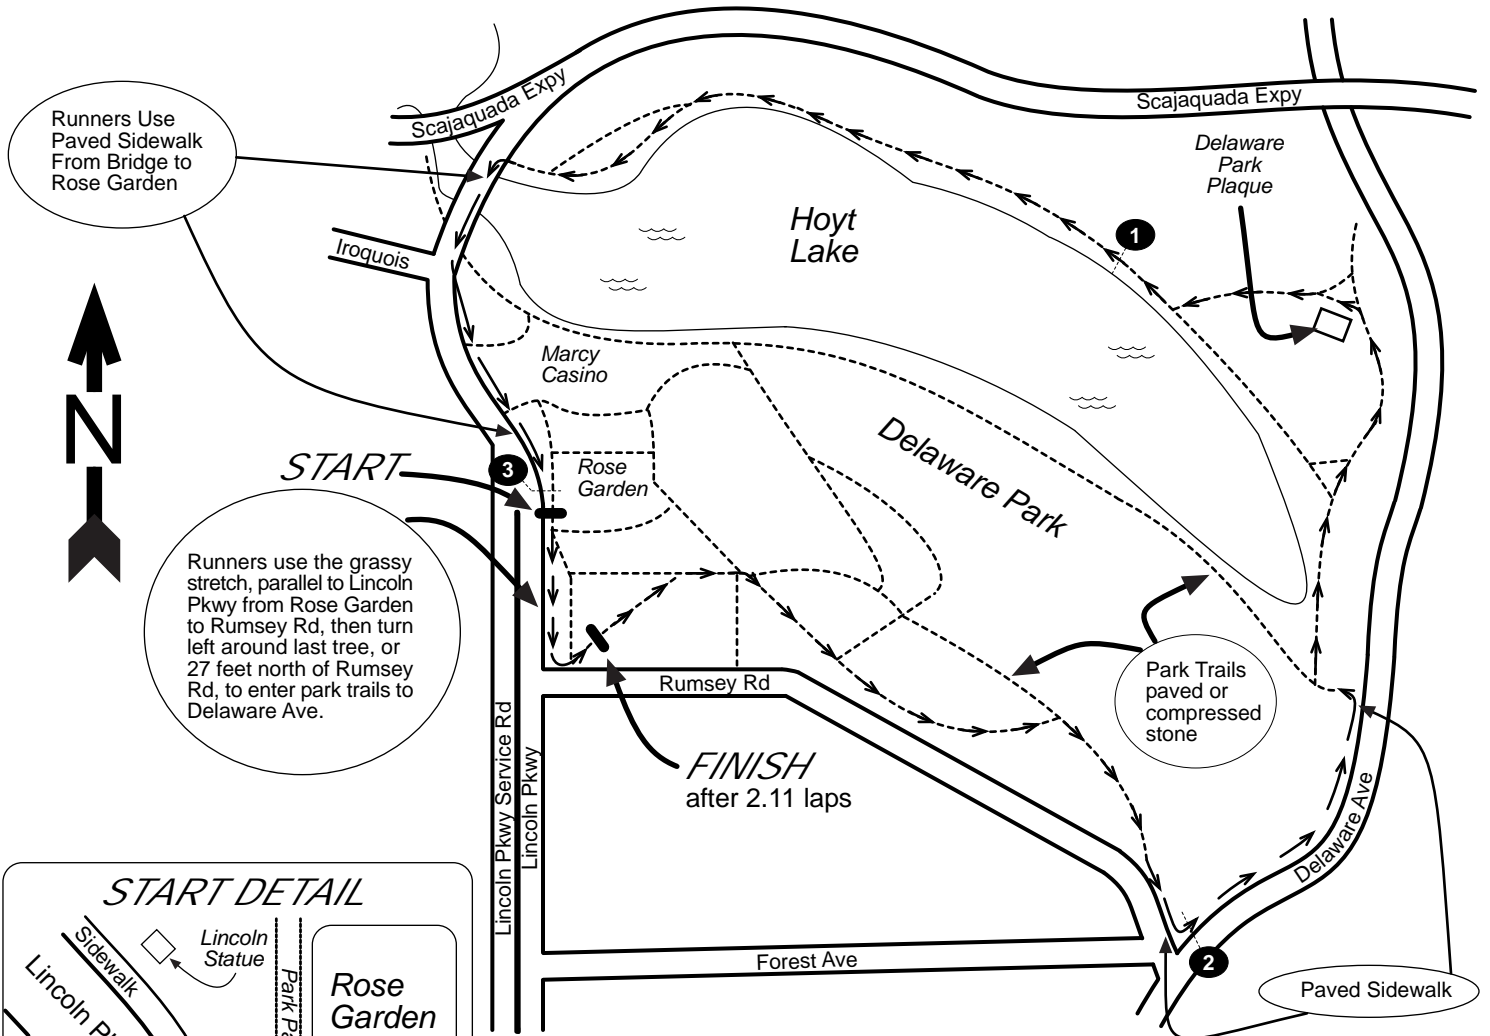 Scajaquada Expy
Scajaquada Expy
Runners Use
Paved Sidewalk
From Bridge to
Rose Garden
Delaware
Park
Plaque
Hoyt
Lake
1
Iroquois
N
Marcy
Casino
Delaware Park
START
3
Rose
Garden
Runners use the grassy
stretch, parallel to Lincoln
Pkwy from Rose Garden
to Rumsey Rd, then turn
left around last tree, or
27 feet north of Rumsey
Rd, to enter park trails to
Delaware Ave.
Park Trails
paved or
compressed
stone
Rumsey Rd
FINISH
after 2.11 laps
Lincoln Pkwy Service Rd
Lincoln Pkwy
Delaware Ave
Forest Ave
2
Paved Sidewalk
START DETAIL
Sidewalk
Lincoln
Statue
Rose
Garden
Park
Lincoln